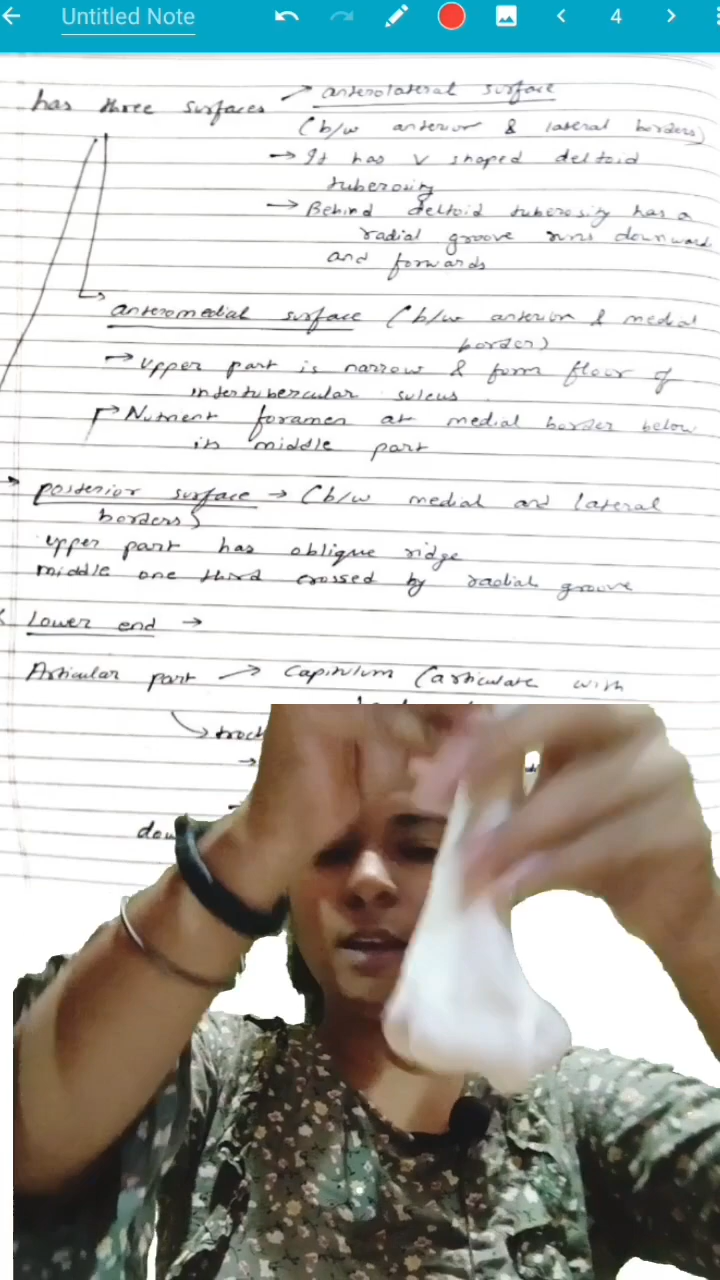 Untitled Note
4
has three surfaces → anterolateral surface
(b/w anterior & lateral borders)
→ It has V shaped deltoid
tuberosity
→ Behind deltoid tuberosity has a
radial groove runs downward
and forwards
anteromedial surface (b/w anterior & medial
border)
→ Upper part is narrow & form floor of
intertubercular sulcus
→ Nutrient foramen at medial border below
its middle part
posterior surface → (b/w medial and lateral
borders)
upper part has oblique ridge
middle one third crossed by radial groove
Lower end →
Articular part → Capitulum (articulate with
→ troch
→
dow